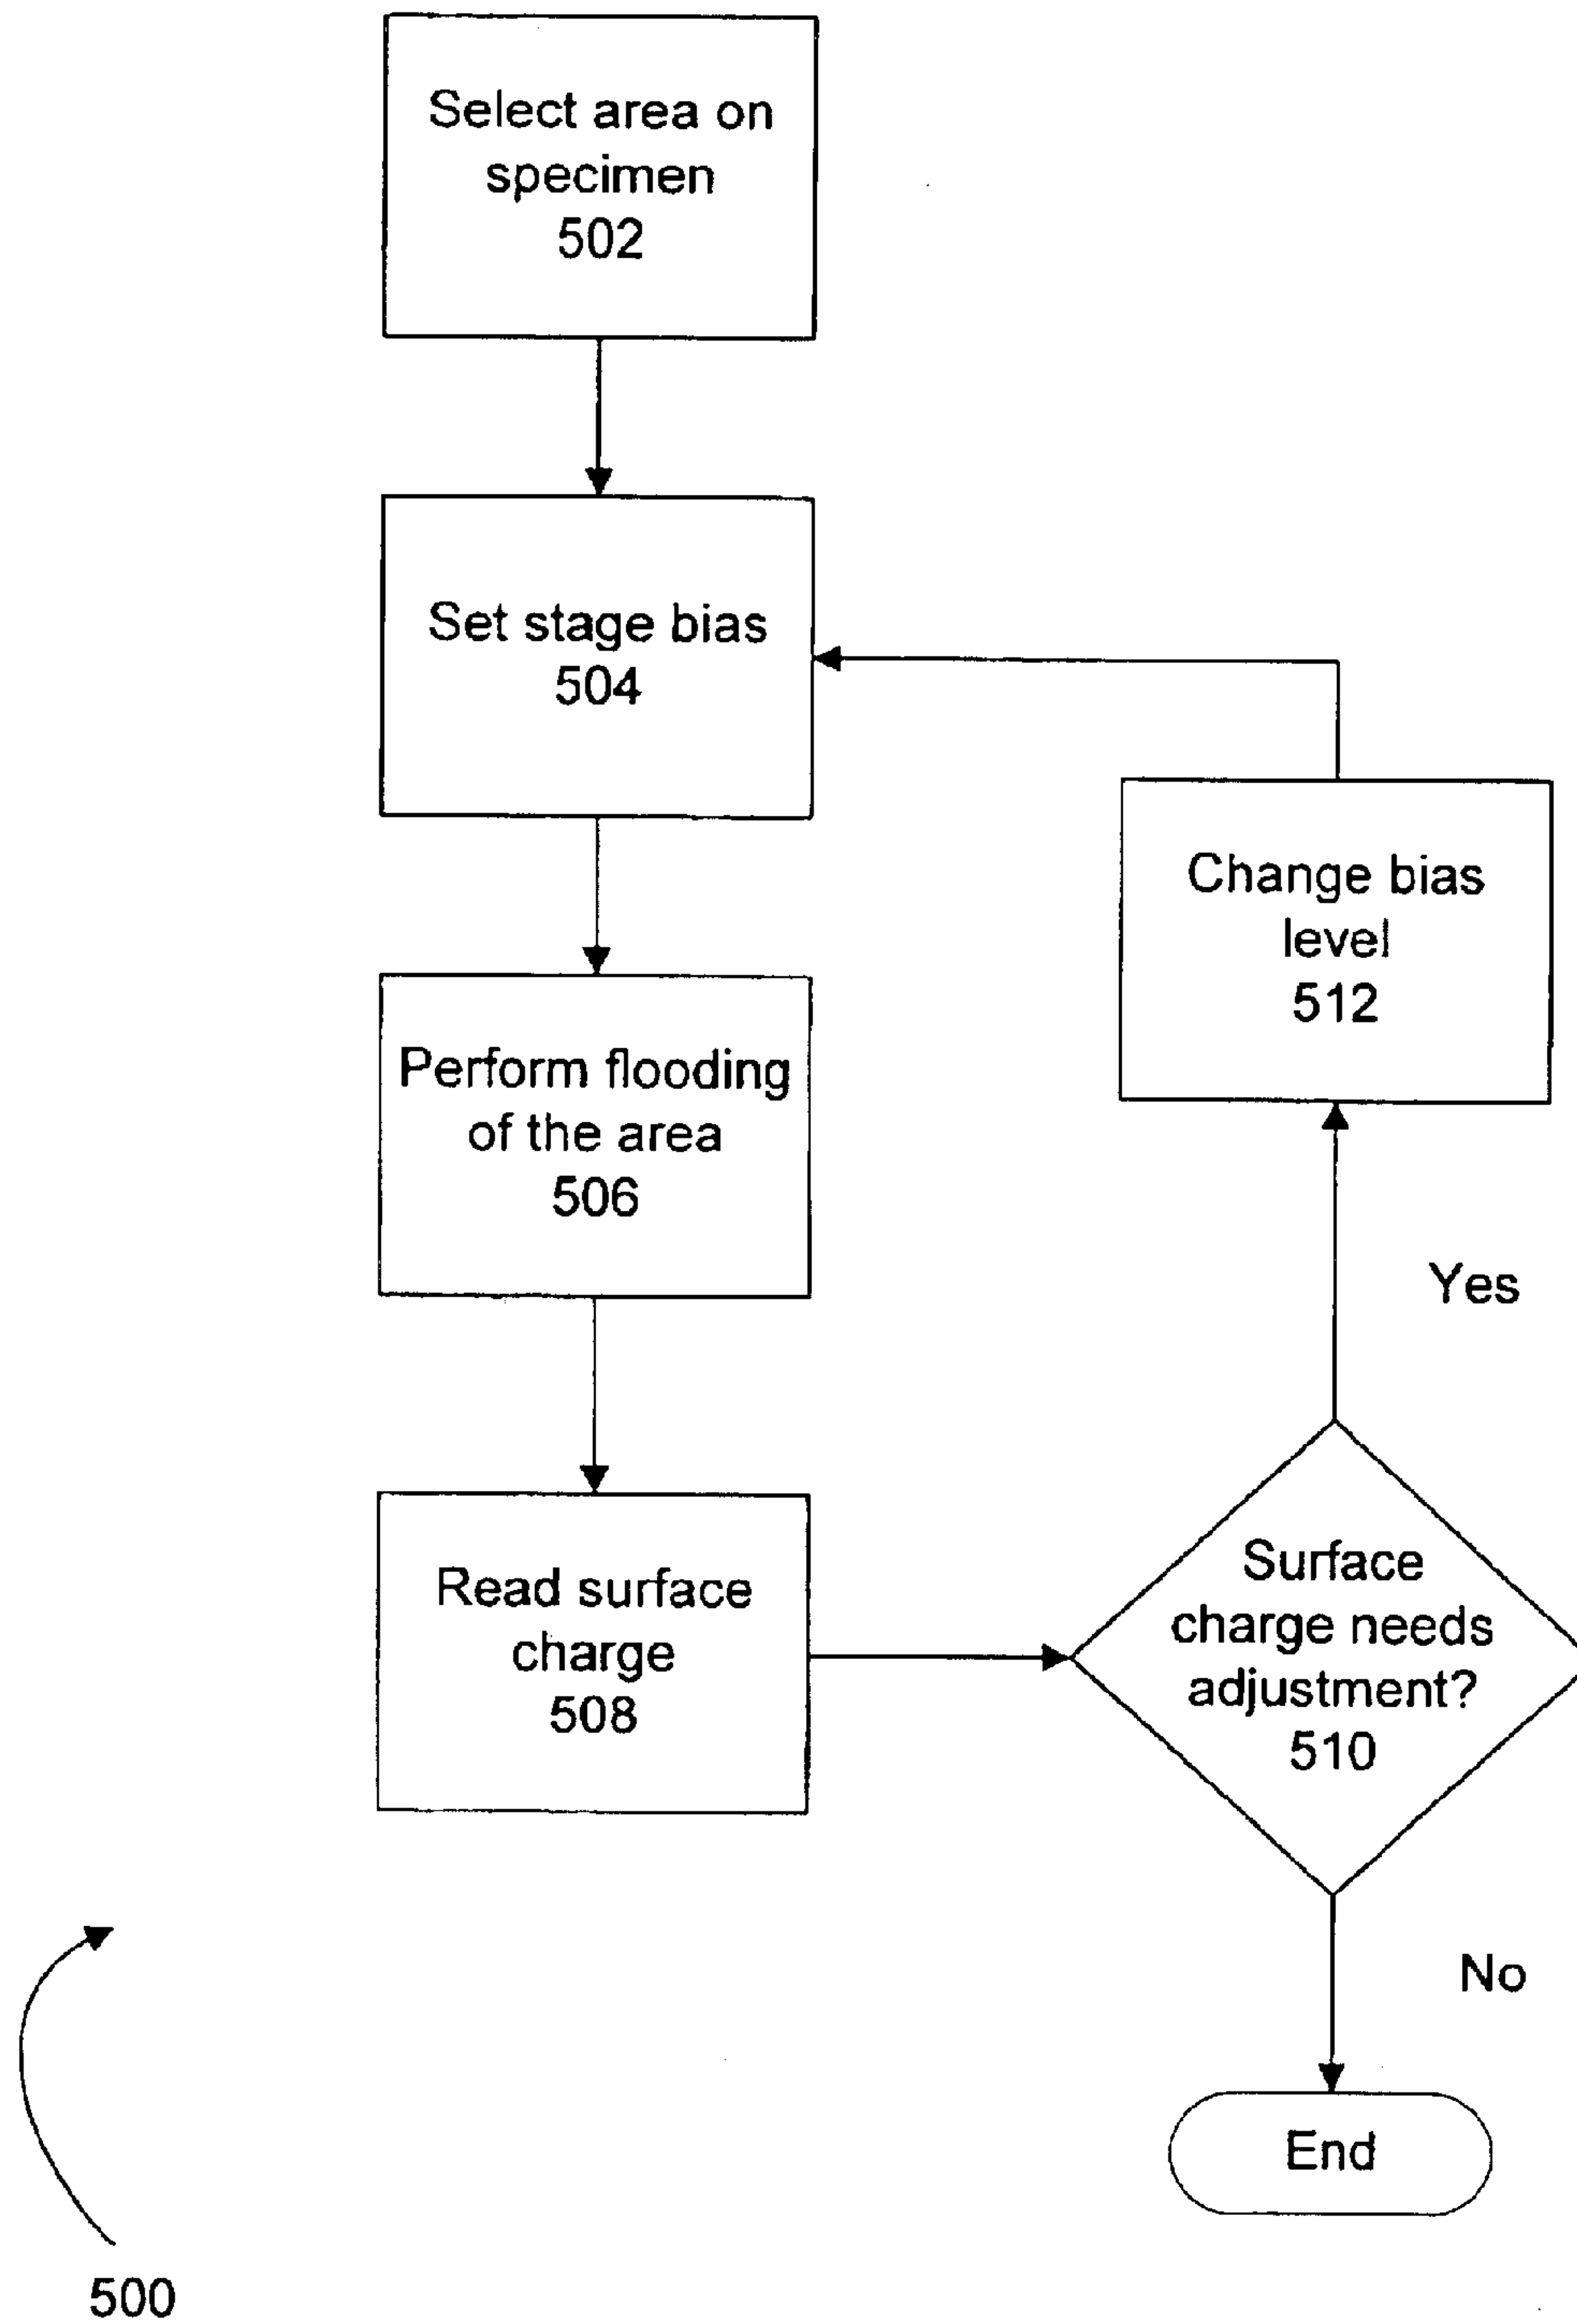 Select area on
specimen
502
Set stage bias
504
Change bias
level
512
Perform flooding
of the area
506
Yes
Read surface
charge
508
Surface
charge needs
adjustment?
510
No
End
500